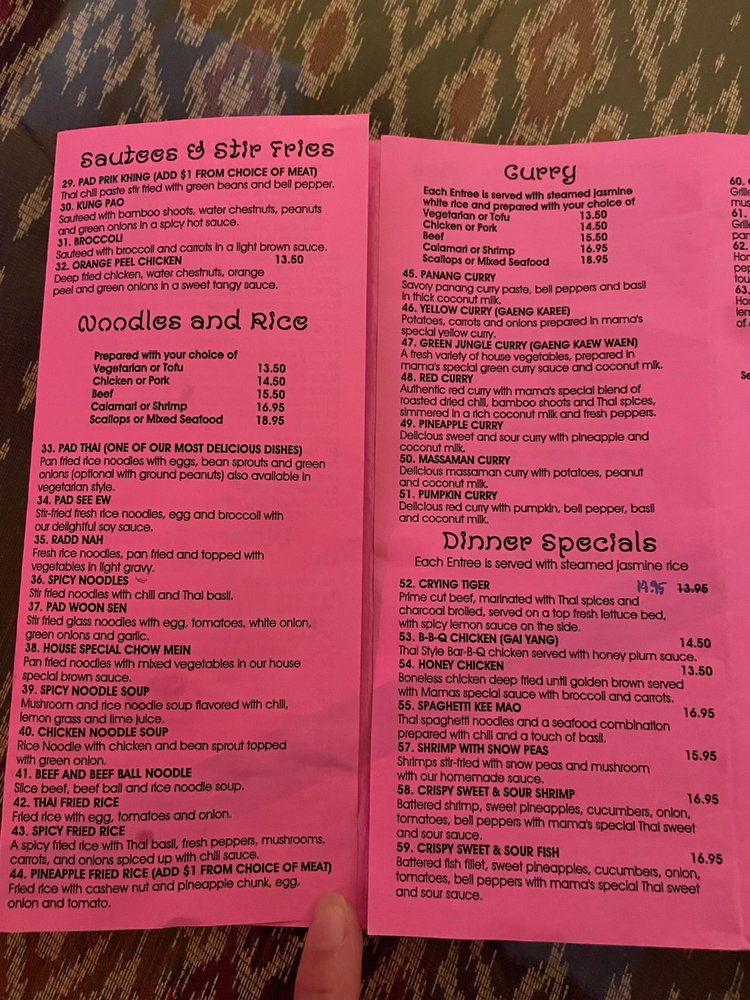 Sautees & Stir Fries
29. PAD PRIK KHING (ADD $1 FROM CHOICE OF MEAT)
Thai chili paste stir fried with green beans and bell pepper.
30. KUNG PAO
Sauteed with bamboo shoots, water chestnuts, peanuts
and green onions in a spicy hot sauce.
31. BROCCOLI
Sauteed with broccoli and carrots in a light brown sauce.
32. ORANGE PEEL CHICKEN 13.50
Deep fried chicken, water chestnuts, orange
peel and green onions in a sweet tangy sauce.
Noodles and Rice
Prepared with your choice of
Vegetarian or Tofu 13.50
Chicken or Pork 14.50
Beef 15.50
Calamari or Shrimp 16.95
Scallops or Mixed Seafood 18.95
33. PAD THAI (ONE OF OUR MOST DELICIOUS DISHES)
Pan fried rice noodles with eggs, bean sprouts and green
onions (optional with ground peanuts) also available in
vegetarian style.
34. PAD SEE EW
Stir-fried fresh rice noodles, egg and broccoli with
our delightful soy sauce.
35. RADD NAH
Fresh rice noodles, pan fried and topped with
vegetables in light gravy.
36. SPICY NOODLES
Stir fried noodles with chili and Thai basil.
37. PAD WOON SEN
Stir fried glass noodles with egg, tomatoes, white onion,
green onions and garlic.
38. HOUSE SPECIAL CHOW MEIN
Pan fried noodles with mixed vegetables in our house
special brown sauce.
39. SPICY NOODLE SOUP
Mushroom and rice noodle soup flavored with chili,
lemon grass and lime juice.
40. CHICKEN NOODLE SOUP
Rice Noodle with chicken and bean sprout topped
with green onion.
41. BEEF AND BEEF BALL NOODLE
Slice beef, beef ball and rice noodle soup.
42. THAI FRIED RICE
Fried rice with egg, tomatoes and onion.
43. SPICY FRIED RICE
A spicy fried rice with Thai basil, fresh peppers, mushrooms,
carrots, and onions spiced up with chili sauce.
44. PINEAPPLE FRIED RICE (ADD $1 FROM CHOICE OF MEAT)
Fried rice with cashew nut and pineapple chunk, egg,
onion and tomato.
Curry
Each Entree is served with steamed jasmine
white rice and prepared with your choice of
Vegetarian or Tofu 13.50
Chicken or Pork 14.50
Beef 15.50
Calamari or Shrimp 16.95
Scallops or Mixed Seafood 18.95
45. PANANG CURRY
Savory panang curry paste, bell peppers and basil
in thick coconut milk.
46. YELLOW CURRY (GAENG KAREE)
Potatoes, carrots and onions prepared in mama's
special yellow curry.
47. GREEN JUNGLE CURRY (GAENG KAEW WAEN)
A fresh variety of house vegetables, prepared in
mama's special green curry sauce and coconut milk.
48. RED CURRY
Authentic red curry with mama's special blend of
roasted dried chili, bamboo shoots and Thai spices,
simmered in a rich coconut milk and fresh peppers.
49. PINEAPPLE CURRY
Delicious sweet and sour curry with pineapple and
coconut milk.
50. MASSAMAN CURRY
Delicious massaman curry with potatoes, peanut
and coconut milk.
51. PUMPKIN CURRY
Delicious red curry with pumpkin, bell pepper, basil
and coconut milk.
Dinner Specials
Each Entree is served with steamed jasmine rice
52. CRYING TIGER 14.95 13.95
Prime cut beef, marinated with Thai spices and
charcoal broiled, served on a top fresh lettuce bed,
with spicy lemon sauce on the side.
53. B-B-Q CHICKEN (GAI YANG) 14.50
Thai Style Bar-B-Q chicken served with honey plum sauce.
54. HONEY CHICKEN 13.50
Boneless chicken deep fried until golden brown served
with Mamas special sauce with broccoli and carrots.
55. SPAGHETTI KEE MAO 16.95
Thai spaghetti noodles and a seafood combination
prepared with chili and a touch of basil.
57. SHRIMP WITH SNOW PEAS 15.95
Shrimps stir-fried with snow peas and mushroom
with our homemade sauce.
58. CRISPY SWEET & SOUR SHRIMP 16.95
Battered shrimp, sweet pineapples, cucumbers, onion,
tomatoes, bell peppers with mama's special Thai sweet
and sour sauce.
59. CRISPY SWEET & SOUR FISH 16.95
Battered fish fillet, sweet pineapples, cucumbers, onion,
tomatoes, bell peppers with mama's special Thai sweet
and sour sauce.
60.
61.
62.
63.